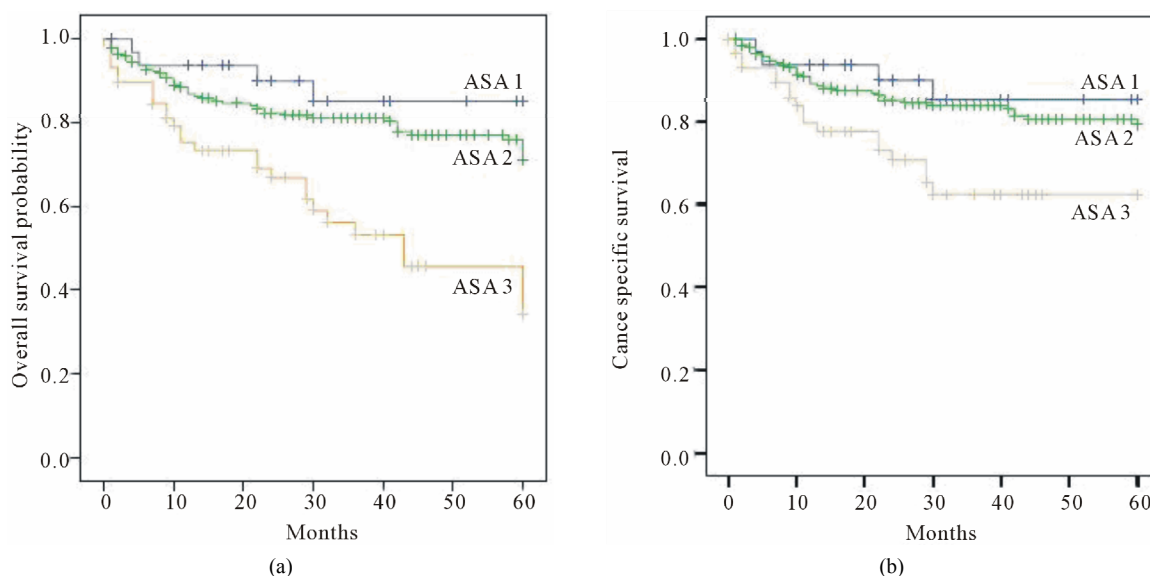 1.0
0.8
0.6
0.4
0.2
0.0
Overall survival probability
ASA 1
ASA 2
ASA 3
0 10 20 30 40 50 60
Months
(a)
1.0
0.8
0.6
0.4
0.2
0.0
Cance specific survival
ASA 1
ASA 2
ASA 3
0 10 20 30 40 50 60
Months
(b)